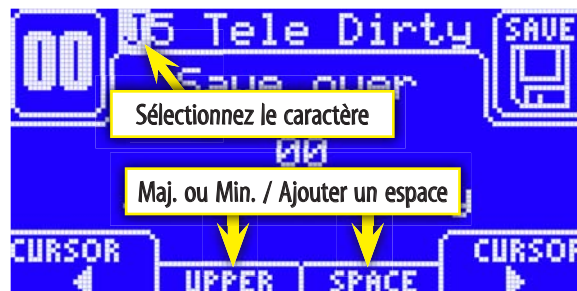 00 J5 Tele Dirty SAVE
Save over
Sélectionnez le caractère
00
Maj. ou Min. / Ajouter un espace
CURSOR UPPER SPACE CURSOR